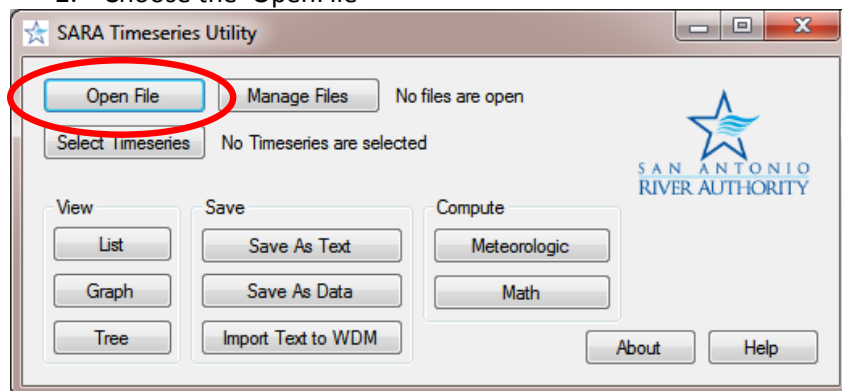 SARA Timeseries Utility
Open File Manage Files No files are open
Select Timeseries No Timeseries are selected
SAN ANTONIO
RIVER AUTHORITY
View Save Compute
List Save As Text Meteorologic
Graph Save As Data Math
Tree Import Text to WDM
About Help